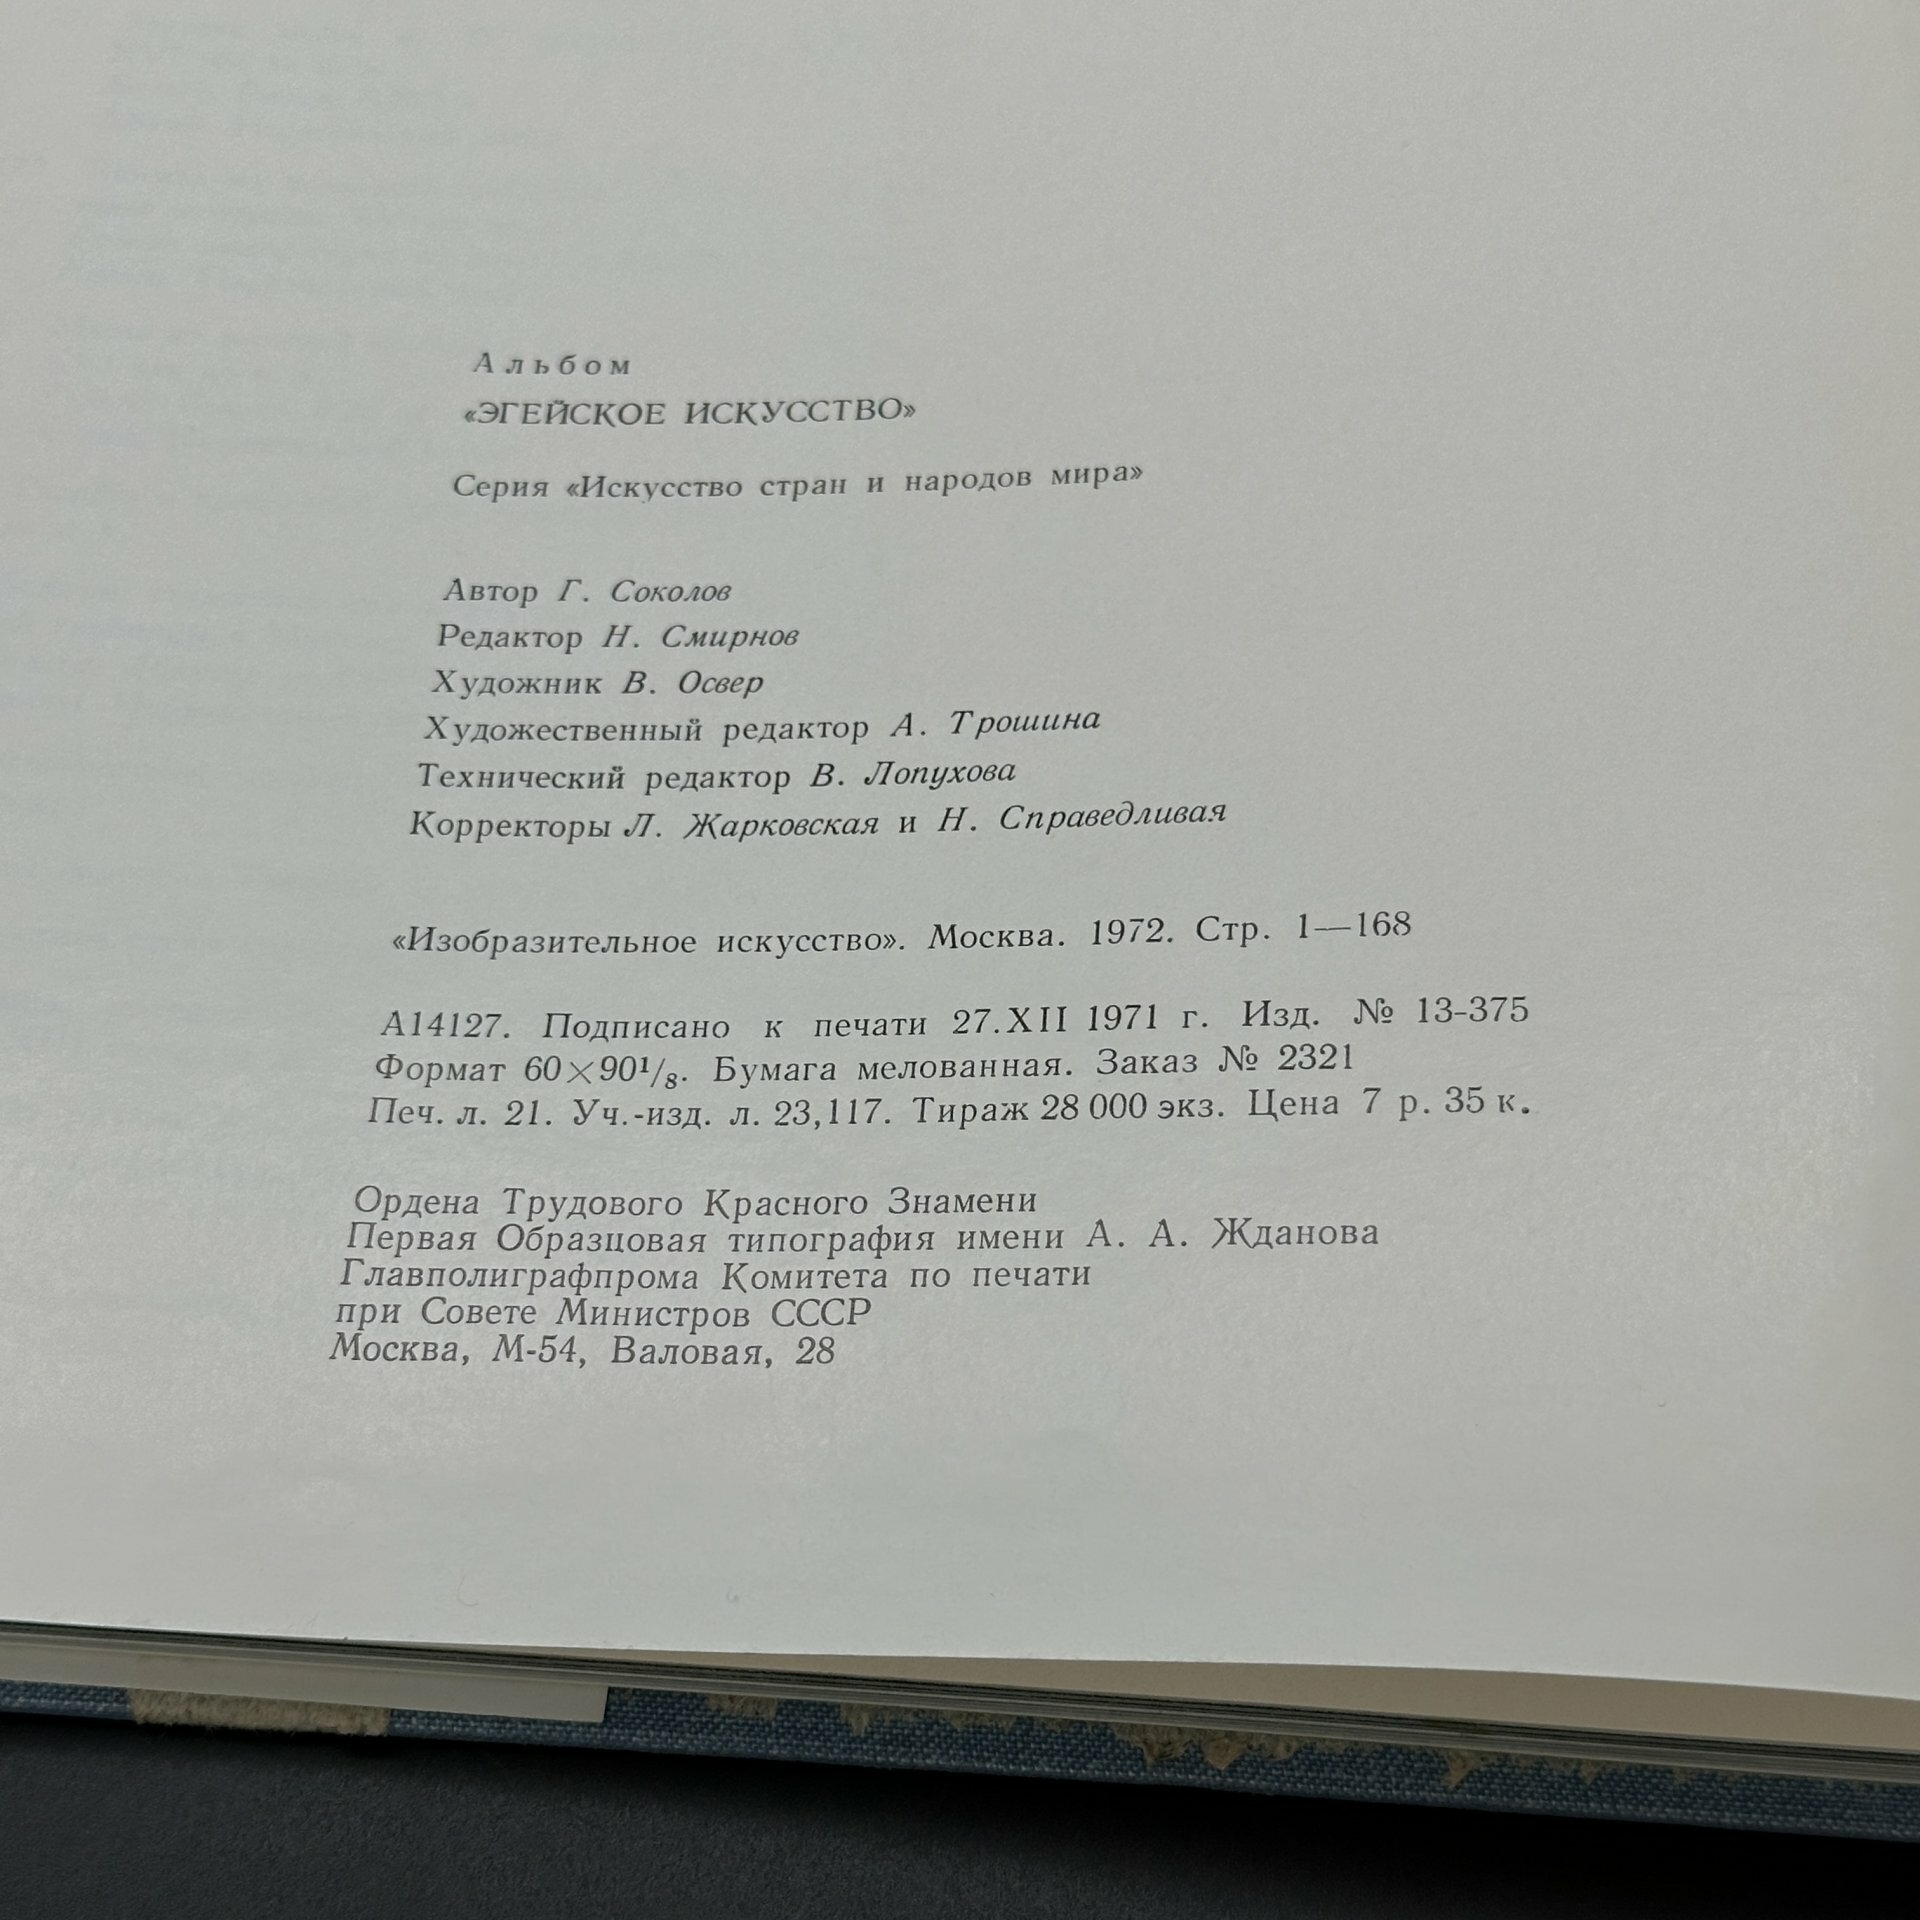 Альбом
«ЭГЕЙСКОЕ ИСКУССТВО»
Серия «Искусство стран и народов мира»
Автор Г. Соколов
Редактор Н. Смирнов
Художник В. Освер
Художественный редактор А. Трошина
Технический редактор В. Лопухова
Корректоры Л. Жарковская и Н. Справедливая
«Изобразительное искусство». Москва. 1972. Стр. 1—168
А14127. Подписано к печати 27.XII 1971 г. Изд. № 13-375
Формат 60×90¹/₈. Бумага мелованная. Заказ № 2321
Печ. л. 21. Уч.-изд. л. 23,117. Тираж 28 000 экз. Цена 7 р. 35 к.
Ордена Трудового Красного Знамени
Первая Образцовая типография имени А. А. Жданова
Главполиграфпрома Комитета по печати
при Совете Министров СССР
Москва, М-54, Валовая, 28